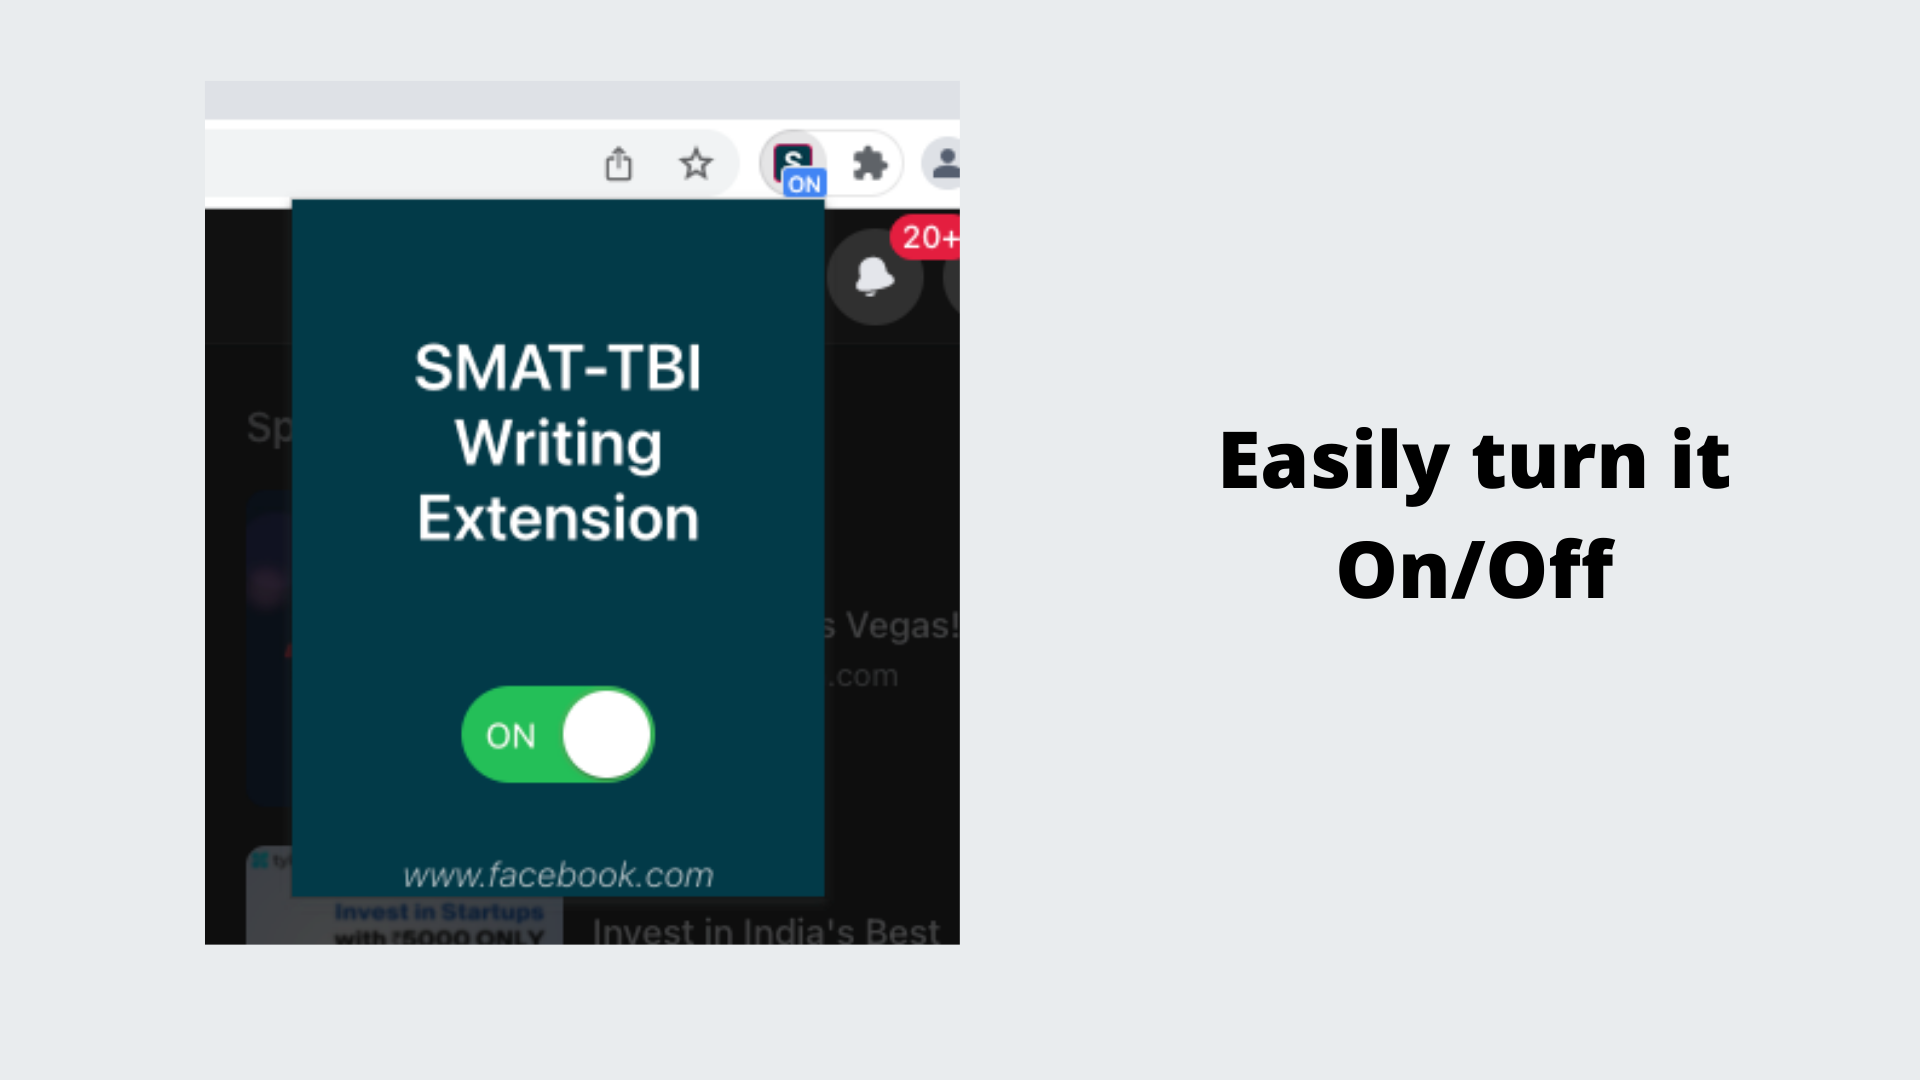 S
ON
20+
SMAT-TBI
Writing
Extension
Sp
s Vegas!
.com
ON
www.facebook.com
Invest in Startups
with ₹5000 ONLY
Invest in India's Best
Easily turn it
On/Off